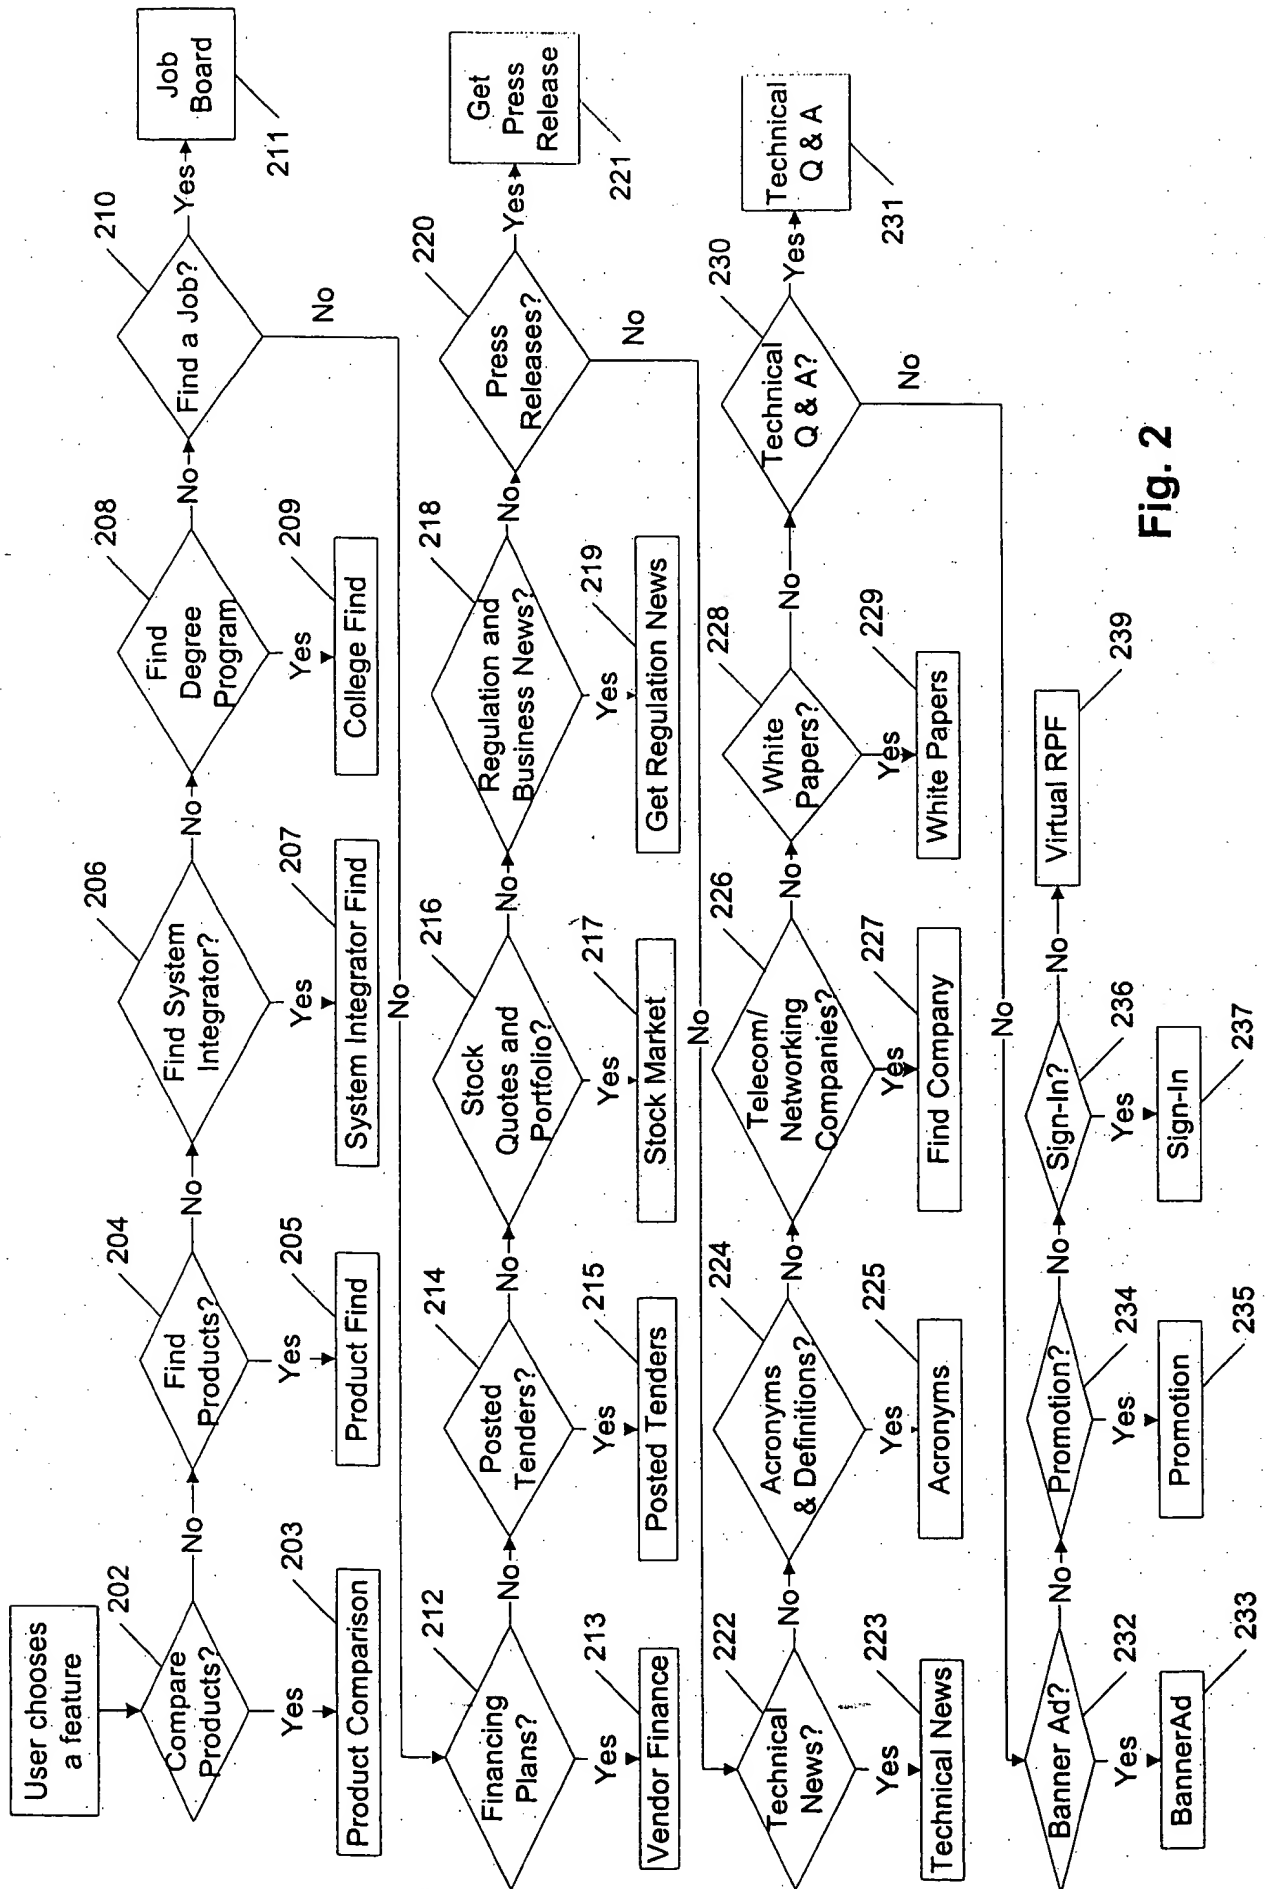 User chooses
a feature
202
Compare
Products?
Yes
203
Product Comparison
No
204
Find
Products?
Yes
205
Product Find
No
206
Find System
Integrator?
Yes
207
System Integrator Find
No
208
Find
Degree
Program
Yes
209
College Find
No
210
Find a Job?
Yes
Job
Board
211
No
No
212
Financing
Plans?
Yes
213
Vendor Finance
No
214
Posted
Tenders?
Yes
215
Posted Tenders
No
216
Stock
Quotes and
Portfolio?
Yes
217
Stock Market
No
218
Regulation and
Business News?
Yes
219
Get Regulation News
No
220
Press
Releases?
Yes
Get
Press
Release
221
No
No
222
Technical
News?
Yes
223
Technical News
No
224
Acronyms
& Definitions?
Yes
225
Acronyms
No
226
Telecom/
Networking
Companies?
Yes
227
Find Company
No
228
White
Papers?
Yes
229
White Papers
No
230
Technical
Q & A?
Yes
Technical
Q & A
231
No
No
Banner Ad?
232
Yes
BannerAd
233
No
Promotion?
234
Yes
Promotion
235
No
Sign-In?
236
Yes
Sign-In
237
No
Virtual RPF
239
Fig. 2